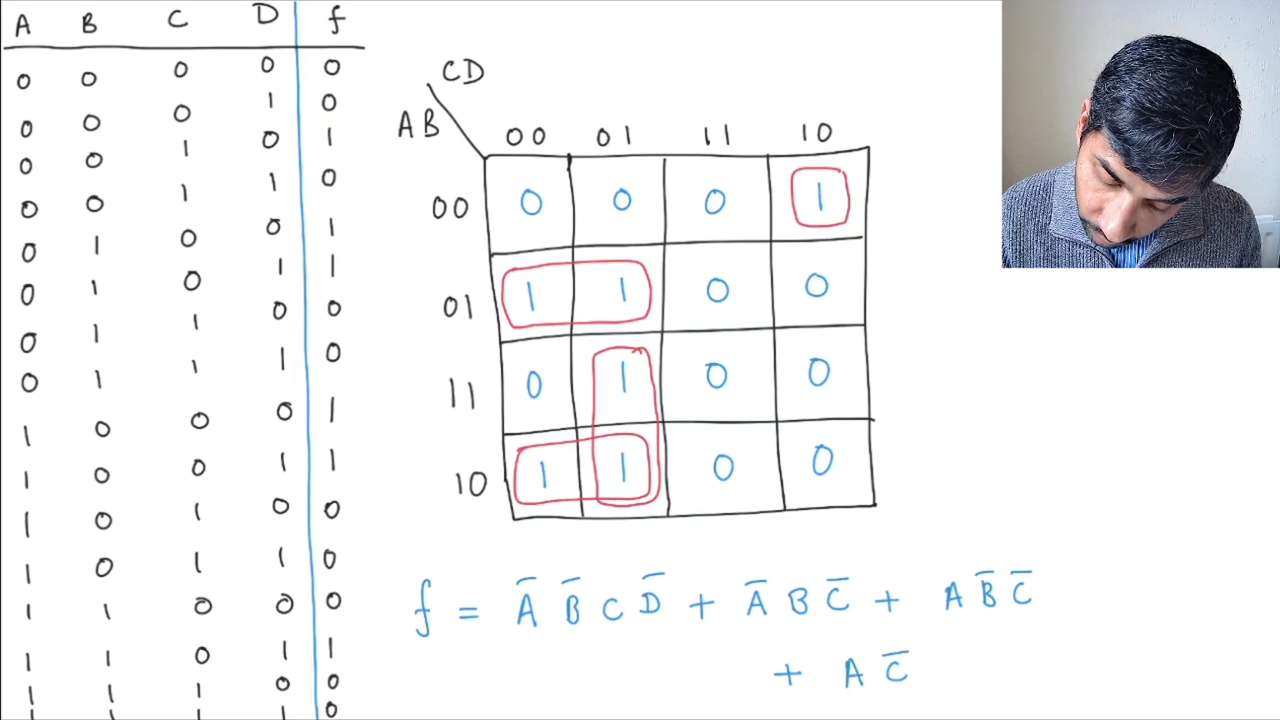 A B C D f
0 0 0 0 0
0 0 0 1 0
0 0 1 0 1
0 0 1 1 0
0 1 0 0 1
0 1 0 1 1
0 1 1 0 0
0 1 1 1 0
1 0 0 0 1
1 0 0 1 1
1 0 1 0 0
1 0 1 1 0
1 1 0 0 0
1 1 0 1 1
1 1 1 0 0
1 1 1 1 0
CD
AB
00 01 11 10
00 0 0 0 1
01 1 1 0 0
11 0 1 0 0
10 1 1 0 0
f = A̅ B̅ C D̅ + A̅ B C̅ + A B̅ C̅
+ A C̅